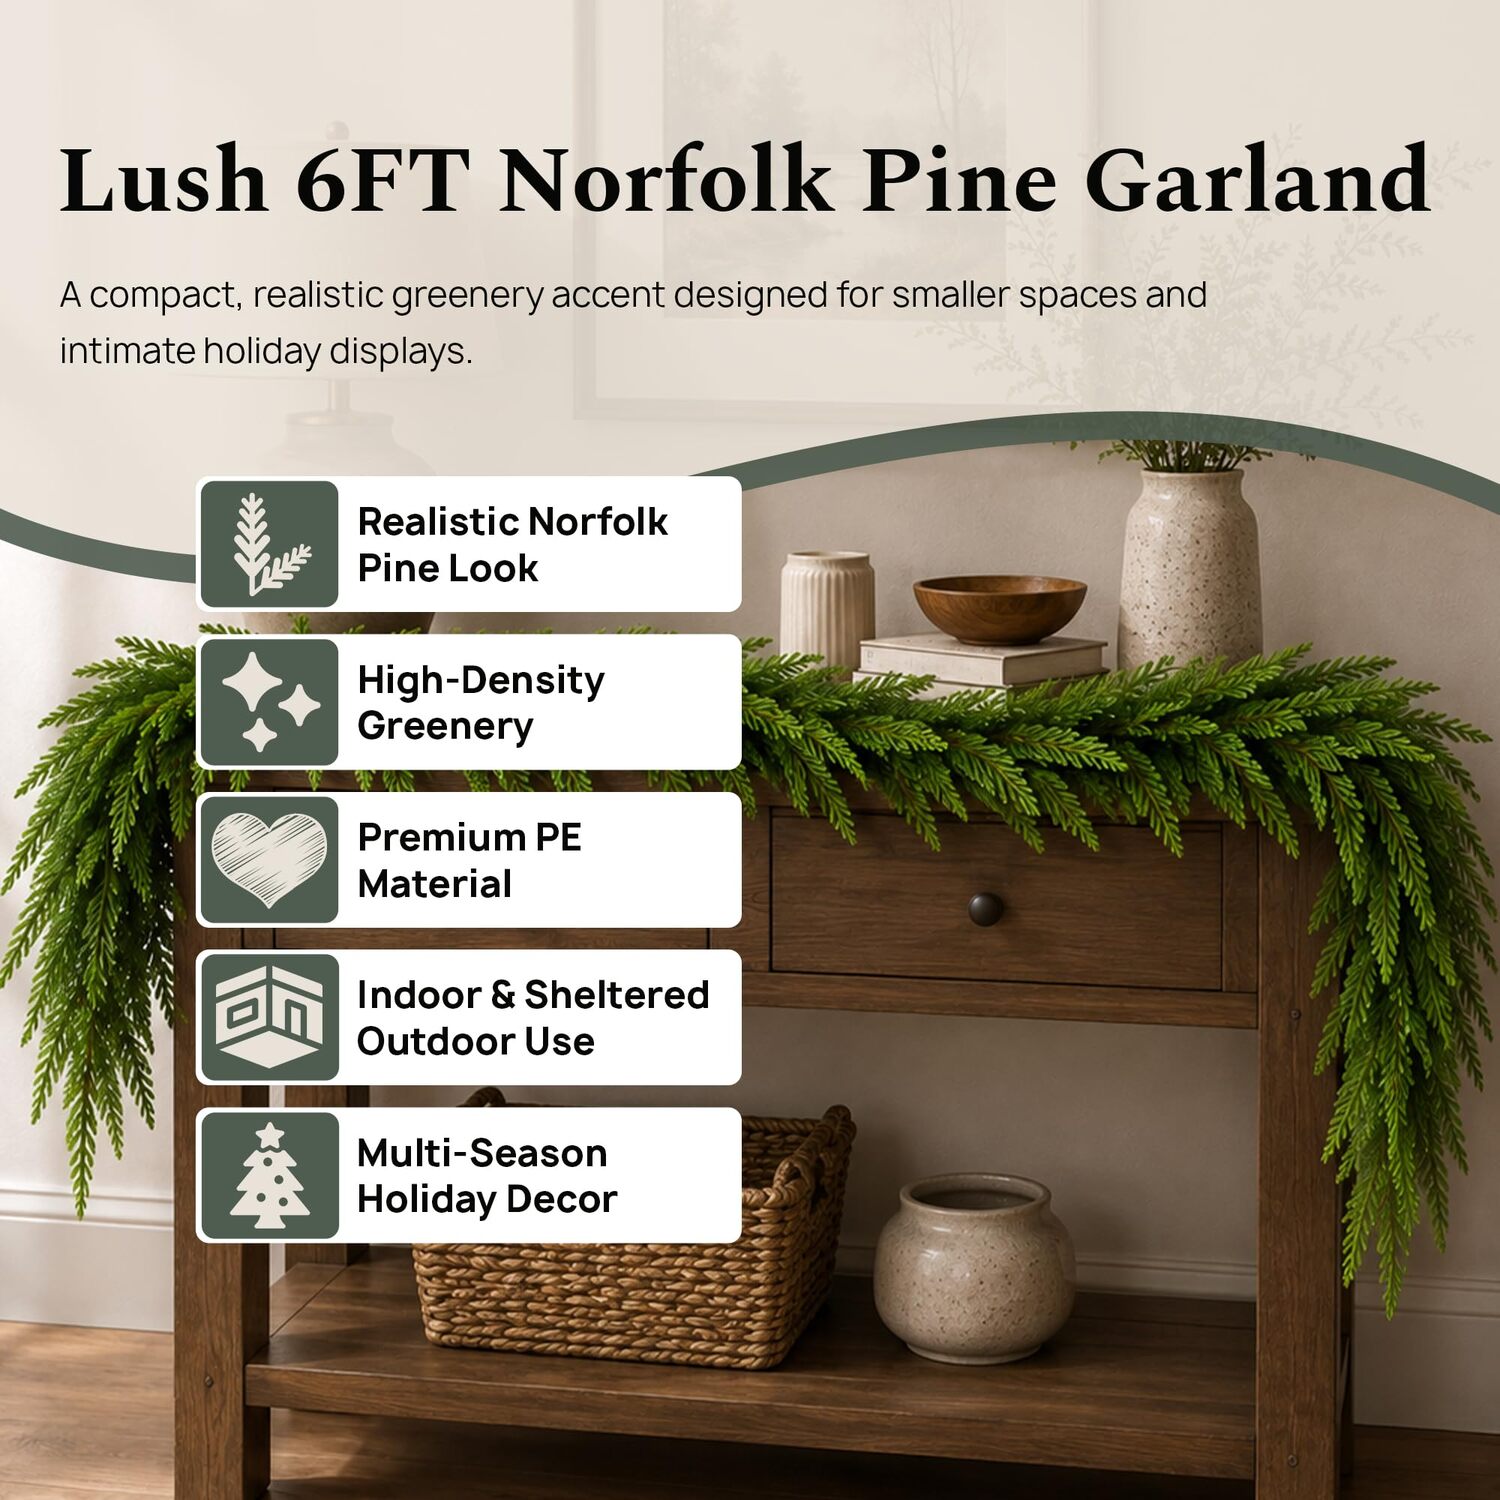 Lush 6FT Norfolk Pine Garland
A compact, realistic greenery accent designed for smaller spaces and
intimate holiday displays.
Realistic Norfolk
Pine Look
High-Density
Greenery
Premium PE
Material
Indoor & Sheltered
Outdoor Use
Multi-Season
Holiday Decor